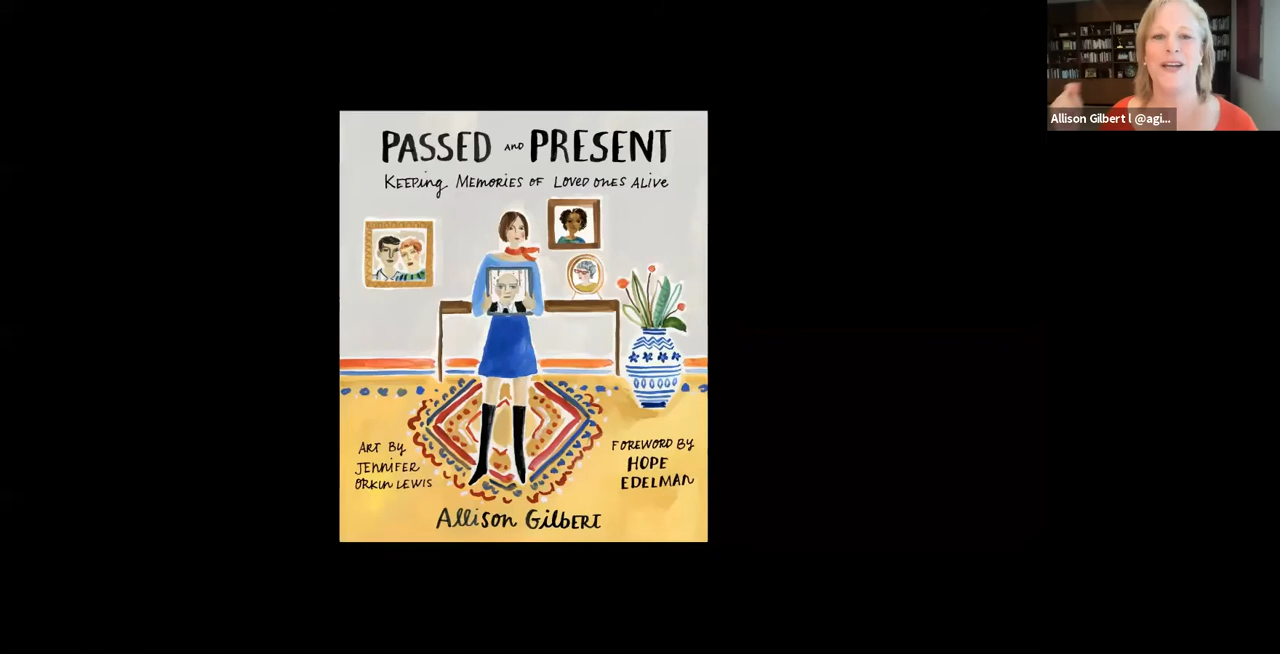 Allison Gilbert l @agi...
PASSED AND PRESENT
KEEPING MEMORIES OF LOVED ONES ALIVE
ART BY
JENNIFER
ORKIN LEWIS
FOREWORD BY
HOPE
EDELMAN
ALLISON GILBERT